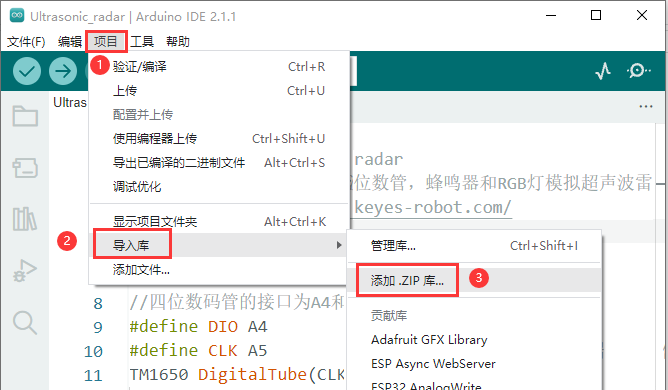 Ultrasonic_radar | Arduino IDE 2.1.1
文件(F) 编辑 项目 工具 帮助
1
验证/编译 Ctrl+R
上传 Ctrl+U
Ultras
配置并上传
使用编程器上传 Ctrl+Shift+U
导出已编译的二进制文件 Alt+Ctrl+S
调试优化
radar
位数管，蜂鸣器和RGB灯模拟超声波雷
keyes-robot.com/
显示项目文件夹 Alt+Ctrl+K
2
导入库
添加文件...
管理库... Ctrl+Shift+I
添加 .ZIP 库...
3
贡献库
Adafruit GFX Library
ESP Async WebServer
ESP32 AnalogWrite
8 //四位数码管的接口为A4和
9 #define DIO A4
10 #define CLK A5
11 TM1650 DigitalTube(CLK